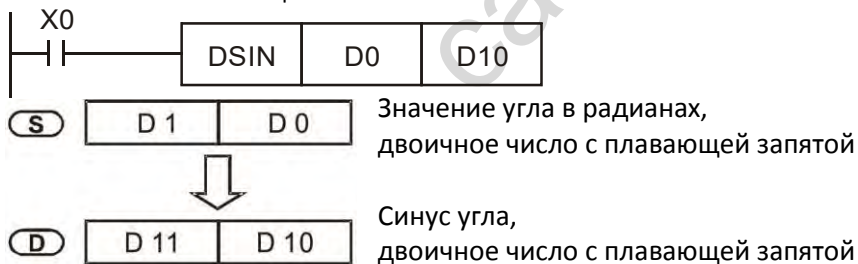 X0
DSIN D0 D10
S D 1 D 0 Значение угла в радианах,
двоичное число с плавающей запятой
D D 11 D 10 Синус угла,
двоичное число с плавающей запятой